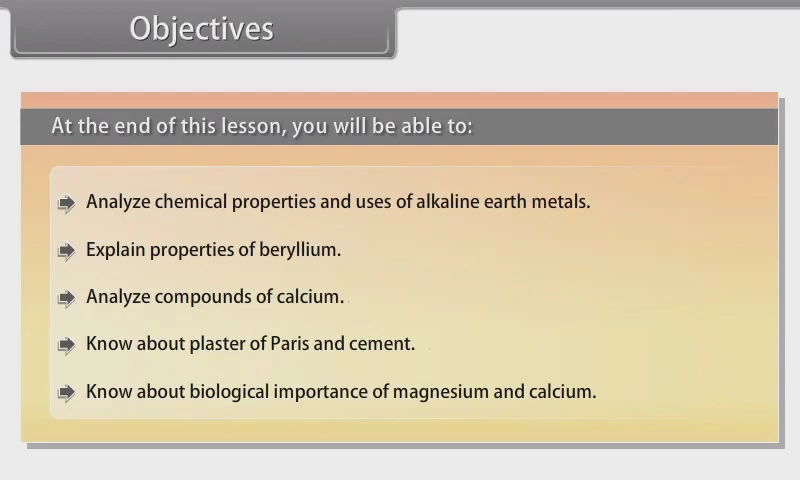 Objectives
At the end of this lesson, you will be able to:
Analyze chemical properties and uses of alkaline earth metals.
Explain properties of beryllium.
Analyze compounds of calcium.
Know about plaster of Paris and cement.
Know about biological importance of magnesium and calcium.